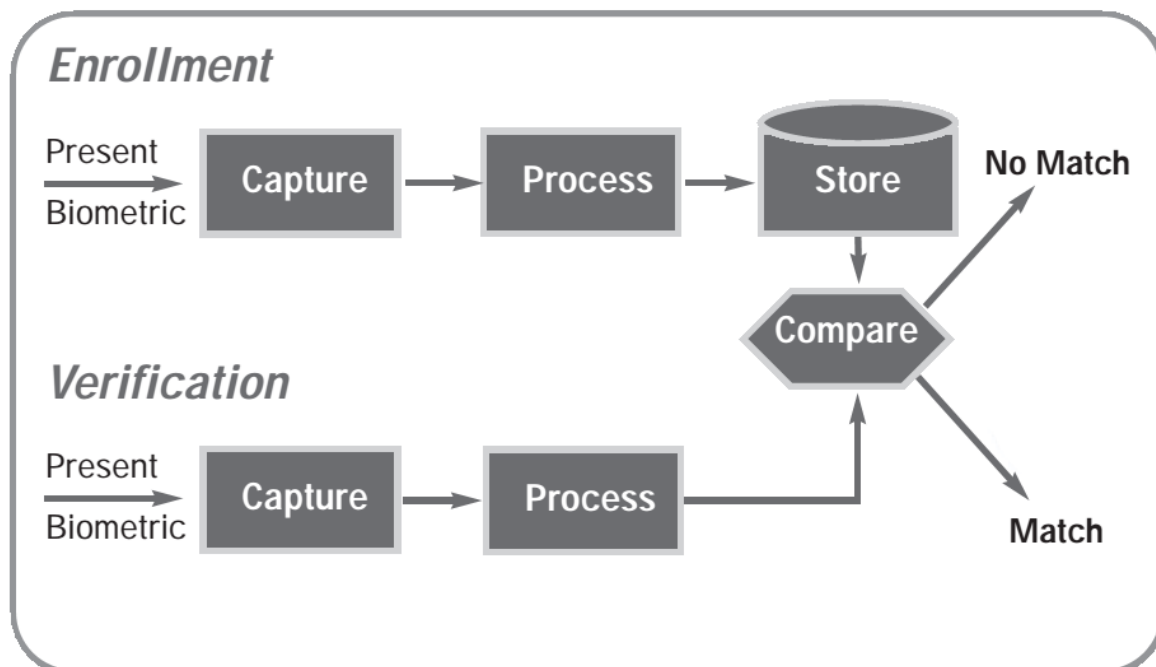 Enrollment
Present
Biometric
Capture
Process
Store
No Match
Compare
Verification
Present
Biometric
Capture
Process
Match